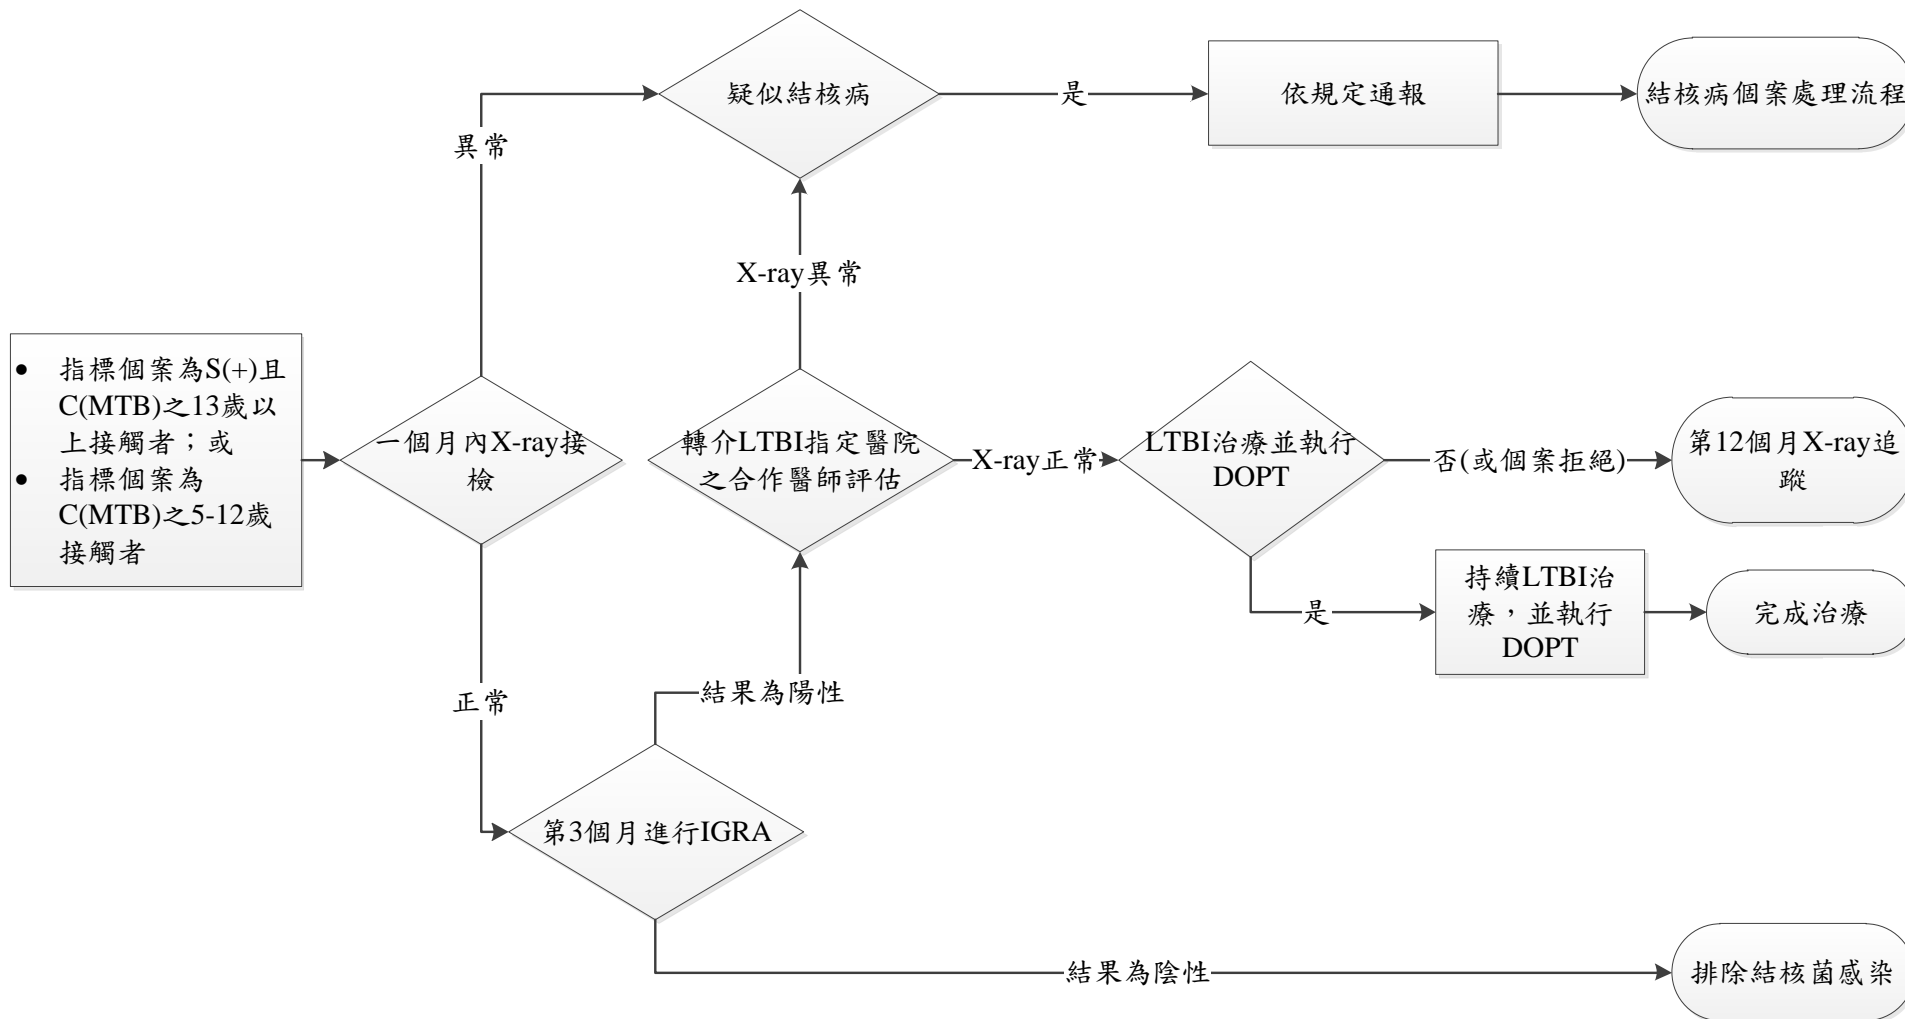 疑似結核病
是
依規定通報
結核病個案處理流程
異常
X-ray異常
• 指標個案為S(+)且
C(MTB)之13歲以
上接觸者；或
• 指標個案為
C(MTB)之5-12歲
接觸者
一個月內X-ray接
檢
轉介LTBI指定醫院
之合作醫師評估
X-ray正常
LTBI治療並執行
DOPT
否(或個案拒絕)
第12個月X-ray追
蹤
是
持續LTBI治
療，並執行
DOPT
完成治療
正常
結果為陽性
第3個月進行IGRA
結果為陰性
排除結核菌感染